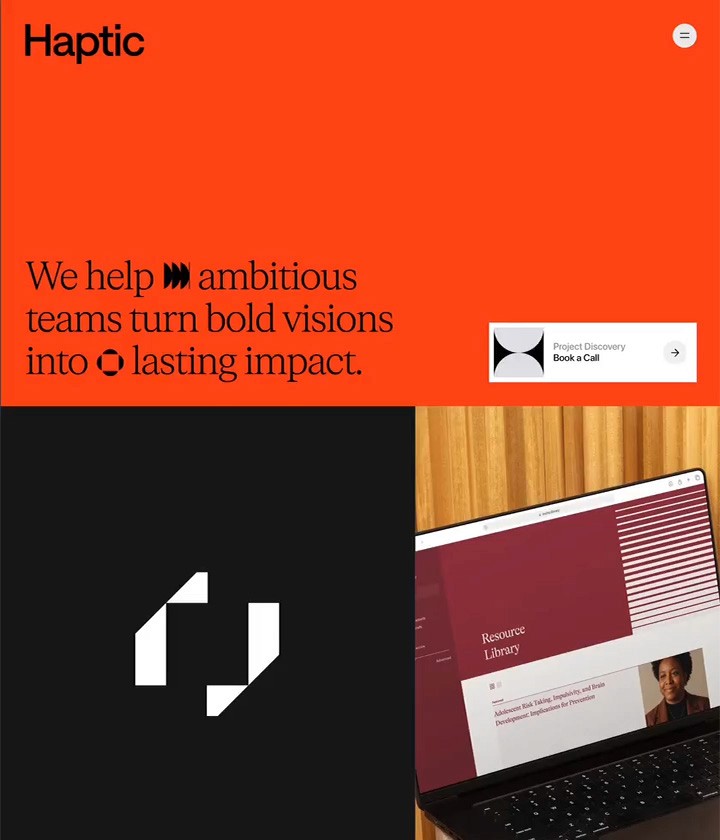 Haptic
We help ambitious
teams turn bold visions
into lasting impact.
Project Discovery
Book a Call
Resource
Library
Adolescent Risk Taking, Impulsivity, and Brain
Development: Implications for Prevention